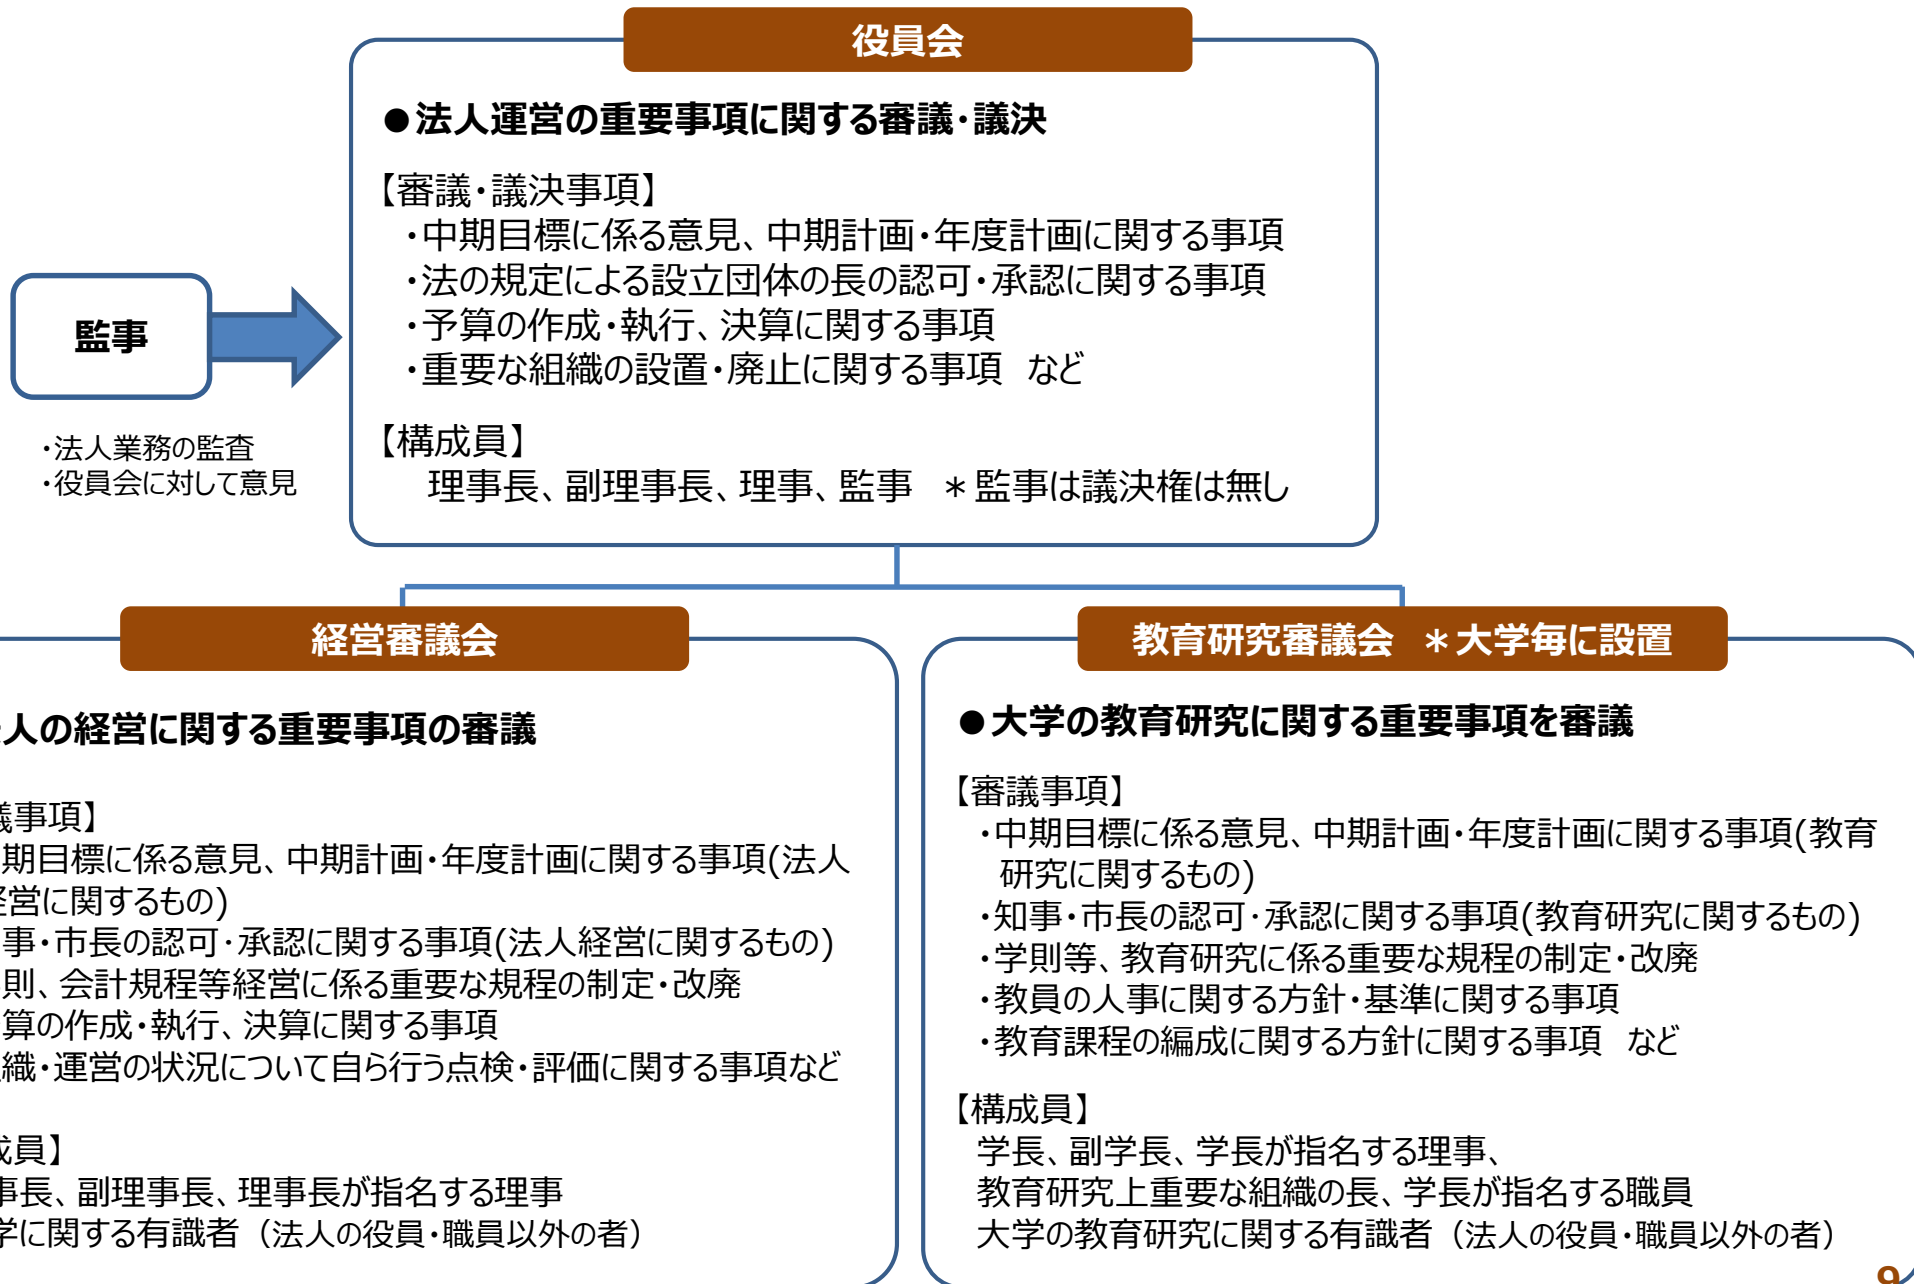 役員会
●法人運営の重要事項に関する審議・議決
【審議・議決事項】
・中期目標に係る意見、中期計画・年度計画に関する事項
・法の規定による設立団体の長の認可・承認に関する事項
・予算の作成・執行、決算に関する事項
・重要な組織の設置・廃止に関する事項　など
【構成員】
理事長、副理事長、理事、監事　＊監事は議決権は無し
監事
・法人業務の監査
・役員会に対して意見
経営審議会
人の経営に関する重要事項の審議
議事項】
期目標に係る意見、中期計画・年度計画に関する事項(法人
経営に関するもの)
事・市長の認可・承認に関する事項(法人経営に関するもの)
則、会計規程等経営に係る重要な規程の制定・改廃
算の作成・執行、決算に関する事項
織・運営の状況について自ら行う点検・評価に関する事項など
成員】
事長、副理事長、理事長が指名する理事
学に関する有識者（法人の役員・職員以外の者）
教育研究審議会　＊大学毎に設置
●大学の教育研究に関する重要事項を審議
【審議事項】
・中期目標に係る意見、中期計画・年度計画に関する事項(教育
研究に関するもの)
・知事・市長の認可・承認に関する事項(教育研究に関するもの)
・学則等、教育研究に係る重要な規程の制定・改廃
・教員の人事に関する方針・基準に関する事項
・教育課程の編成に関する方針に関する事項　など
【構成員】
学長、副学長、学長が指名する理事、
教育研究上重要な組織の長、学長が指名する職員
大学の教育研究に関する有識者（法人の役員・職員以外の者）
9